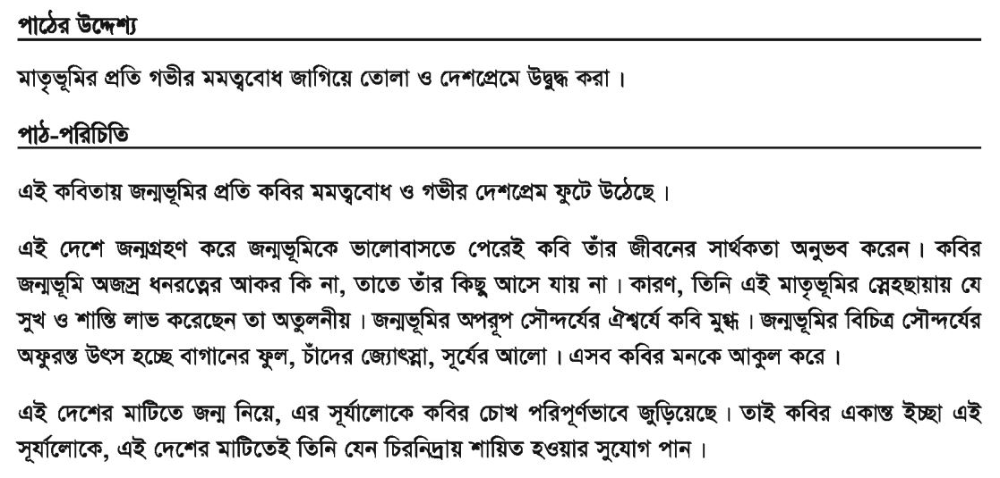 পাঠের উদ্দেশ্য
মাতৃভূমির প্রতি গভীর মমত্ববোধ জাগিয়ে তোলা ও দেশপ্রেমে উদ্বুদ্ধ করা।
পাঠ-পরিচিতি
এই কবিতায় জন্মভূমির প্রতি কবির মমত্ববোধ ও গভীর দেশপ্রেম ফুটে উঠেছে।
এই দেশে জন্মগ্রহণ করে জন্মভূমিকে ভালোবাসতে পেরেই কবি তাঁর জীবনের সার্থকতা অনুভব করেন। কবির
জন্মভূমি অজস্র ধনরত্নের আকর কি না, তাতে তাঁর কিছু আসে যায় না। কারণ, তিনি এই মাতৃভূমির স্নেহছায়ায় যে
সুখ ও শান্তি লাভ করেছেন তা অতুলনীয়। জন্মভূমির অপরূপ সৌন্দর্যের ঐশ্বর্যে কবি মুগ্ধ। জন্মভূমির বিচিত্র সৌন্দর্যের
অফুরন্ত উৎস হচ্ছে বাগানের ফুল, চাঁদের জ্যোৎস্না, সূর্যের আলো। এসব কবির মনকে আকুল করে।
এই দেশের মাটিতে জন্ম নিয়ে, এর সূর্যালোকে কবির চোখ পরিপূর্ণভাবে জুড়িয়েছে। তাই কবির একান্ত ইচ্ছা এই
সূর্যালোকে, এই দেশের মাটিতেই তিনি যেন চিরনিদ্রায় শায়িত হওয়ার সুযোগ পান।